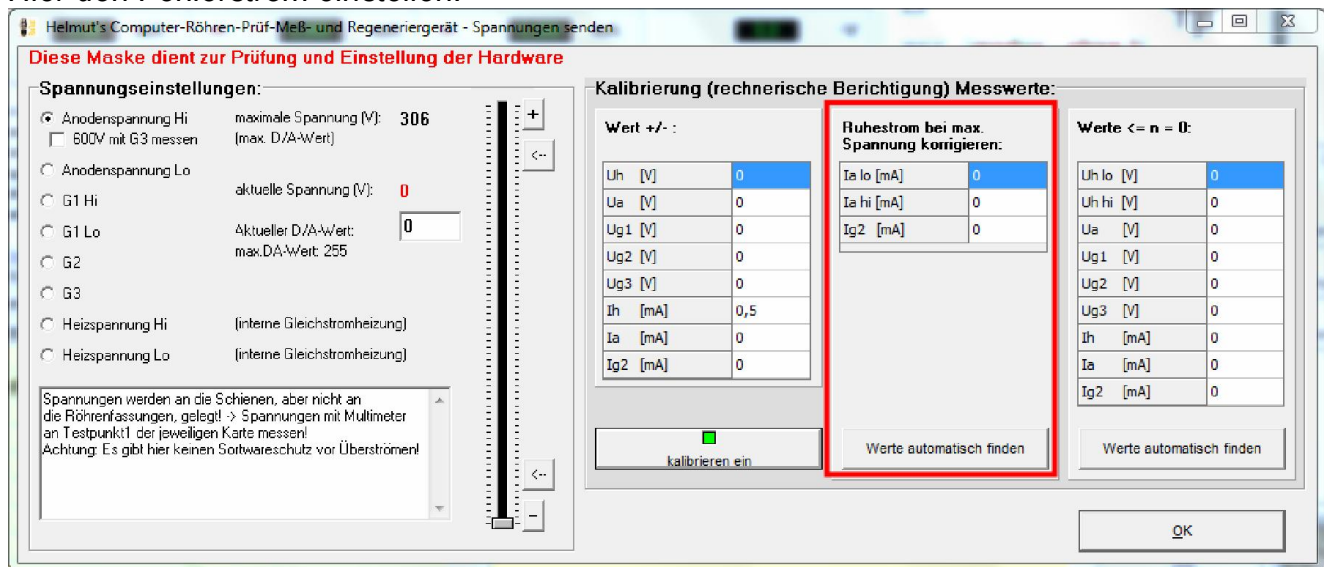 Helmut's Computer-Röhren-Prüf-Meß- und Regeneriergerät - Spannungen senden
Diese Maske dient zur Prüfung und Einstellung der Hardware
Spannungseinstellungen:
Anodenspannung Hi
maximale Spannung (V): 306
600V mit G3 messen
(max. D/A-Wert)
Anodenspannung Lo
aktuelle Spannung (V): 0
G1 Hi
G1 Lo
Aktueller D/A-Wert: 0
max.DA-Wert: 255
G2
G3
Heizspannung Hi
(interne Gleichstromheizung)
Heizspannung Lo
(interne Gleichstromheizung)
Spannungen werden an die Schienen, aber nicht an
die Röhrenfassungen, gelegt! -> Spannungen mit Multimeter
an Testpunkt1 der jeweiligen Karte messen!
Achtung: Es gibt hier keinen Sortwareschutz vor Überströmen!
+
<--
<--
-
Kalibrierung (rechnerische Berichtigung) Messwerte:
Wert +/- :
Uh [V] 0
Ua [V] 0
Ug1 [V] 0
Ug2 [V] 0
Ug3 [V] 0
Ih [mA] 0,5
Ia [mA] 0
Ig2 [mA] 0
kalibrieren ein
Ruhestrom bei max.
Spannung korrigieren:
Ia lo [mA] 0
Ia hi [mA] 0
Ig2 [mA] 0
Werte automatisch finden
Werte <= n = 0:
Uh lo [V] 0
Uh hi [V] 0
Ua [V] 0
Ug1 [V] 0
Ug2 [V] 0
Ug3 [V] 0
Ih [mA] 0
Ia [mA] 0
Ig2 [mA] 0
Werte automatisch finden
OK